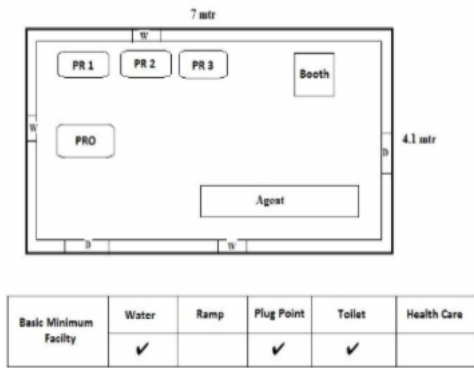 7 mtr
W
PR 1 PR 2 PR 3
Booth
W
PRO
D
4.1 mtr
Agent
D
W
Basic Minimum Facilty
Water Ramp Plug Point Toilet Health Care
✔ ✔ ✔